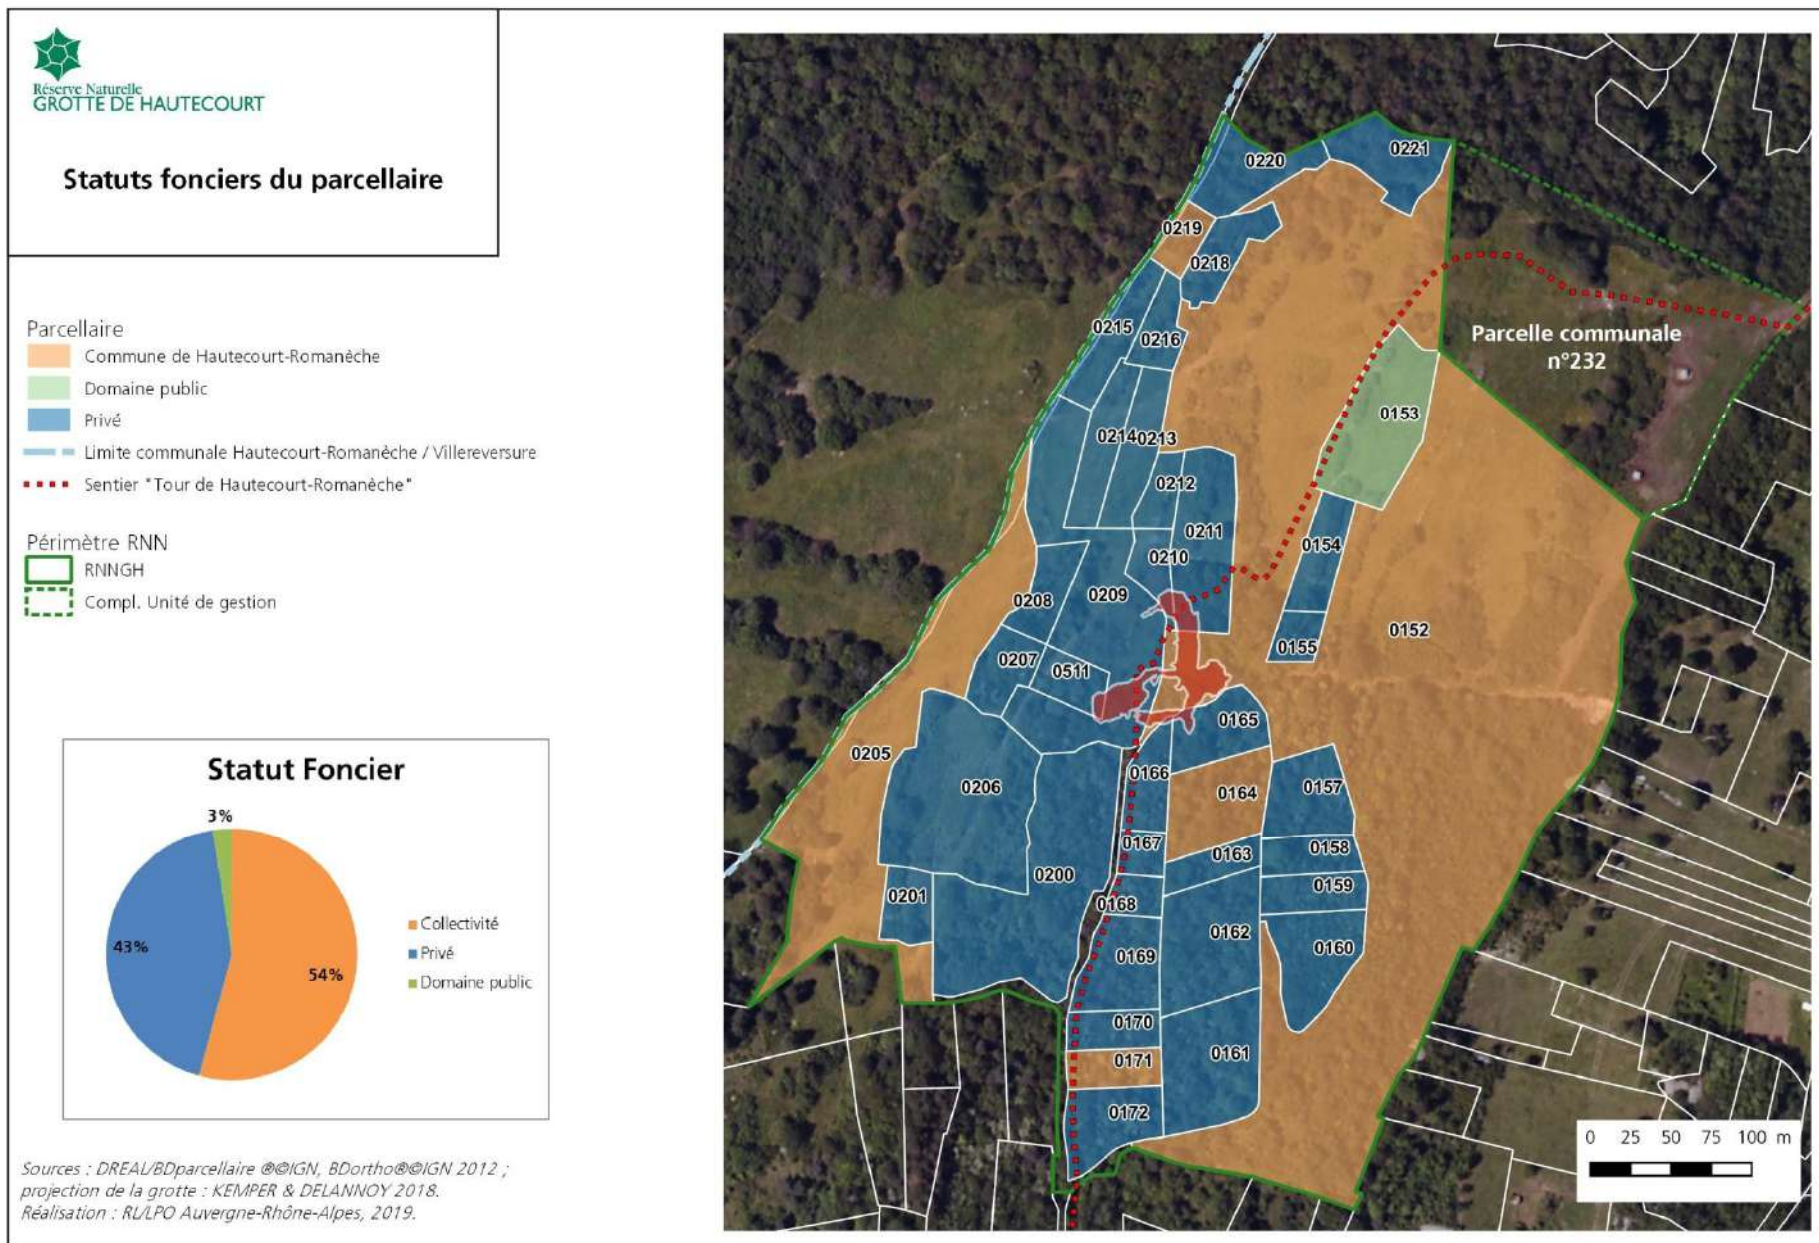 Réserve Naturelle
GROTTE DE HAUTECOURT
Statuts fonciers du parcellaire
Parcellaire
Commune de Hautecourt-Romanèche
Domaine public
Privé
Limite communale Hautecourt-Romanèche / Villereversure
Sentier "Tour de Hautecourt-Romanèche"
Périmètre RNN
RNNGH
Compl. Unité de gestion
Statut Foncier
3%
43%
54%
Collectivité
Privé
Domaine public
Sources : DREAL/BDparcellaire ®©IGN, BDortho®©IGN 2012 ;
projection de la grotte : KEMPER & DELANNOY 2018.
Réalisation : RL/LPO Auvergne-Rhône-Alpes, 2019.
0220
0221
0219
0218
0215
0216
Parcelle communale
n°232
0153
0214
0213
0212
0211
0154
0210
0209
0208
0152
0155
0207
0511
0165
0205
0166
0206
0164
0157
0167
0163
0158
0200
0159
0201
0168
0162
0160
0169
0170
0171
0161
0172
0 25 50 75 100 m